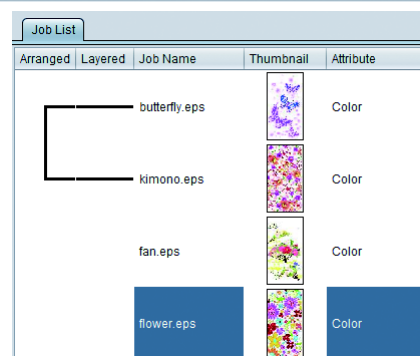 Job List
Arranged Layered Job Name Thumbnail Attribute
butterfly.eps Color
kimono.eps Color
fan.eps Color
flower.eps Color